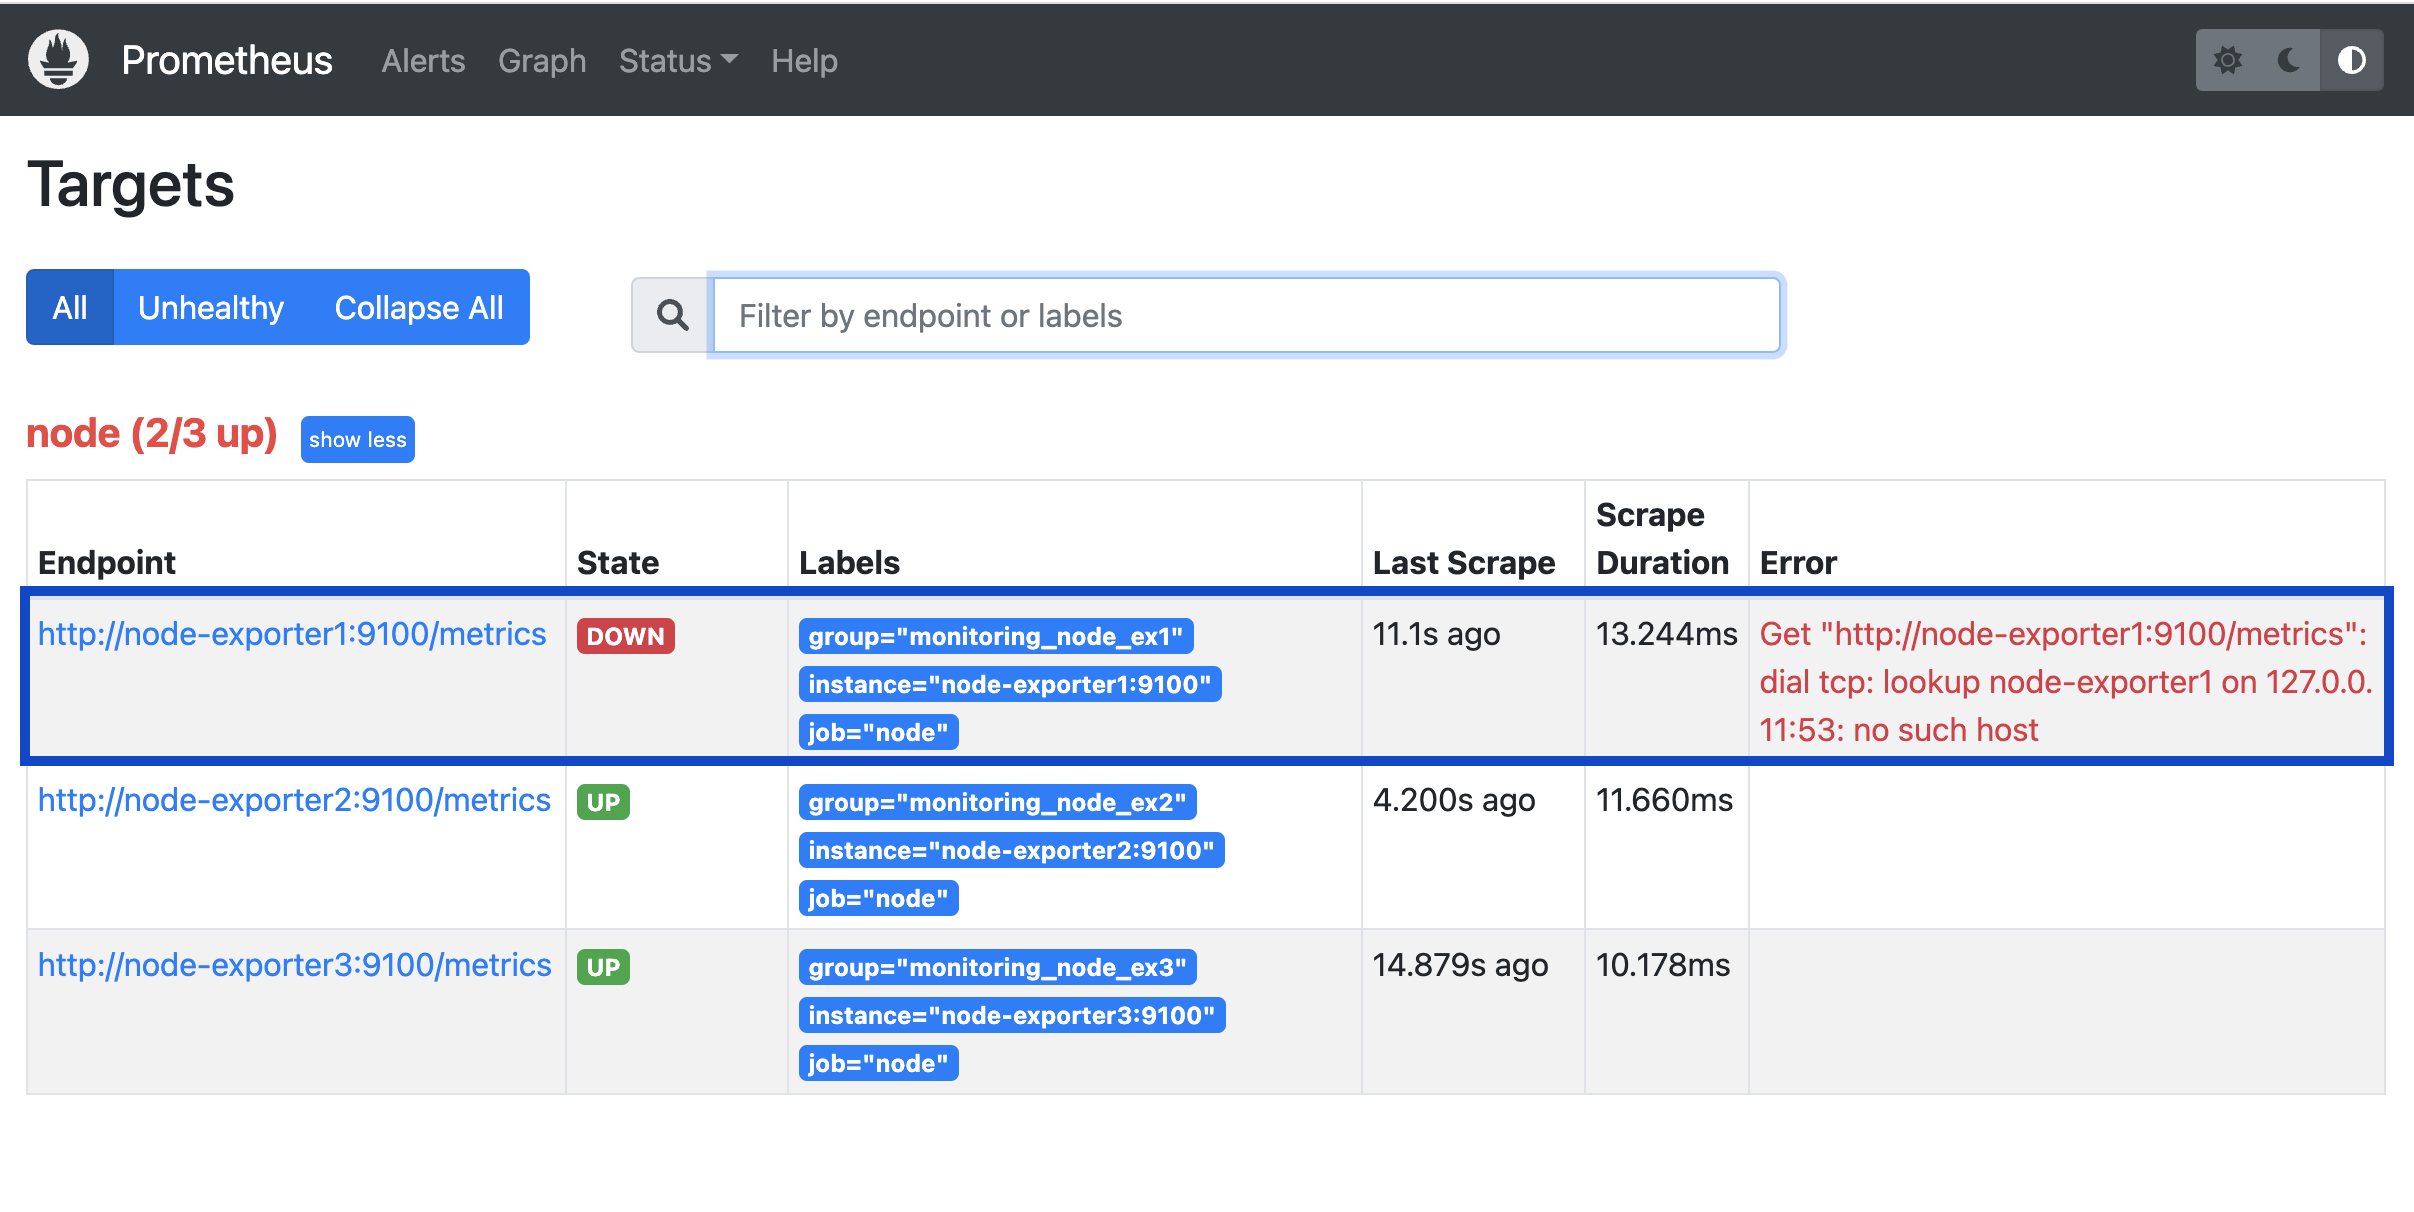 Prometheus Alerts Graph Status Help
Targets
All Unhealthy Collapse All Filter by endpoint or labels
node (2/3 up) show less
Endpoint State Labels Last Scrape Scrape Duration Error
http://node-exporter1:9100/metrics DOWN group="monitoring_node_ex1" 11.1s ago 13.244ms Get "http://node-exporter1:9100/metrics":
instance="node-exporter1:9100" dial tcp: lookup node-exporter1 on 127.0.0.
job="node" 11:53: no such host
http://node-exporter2:9100/metrics UP group="monitoring_node_ex2" 4.200s ago 11.660ms
instance="node-exporter2:9100"
job="node"
http://node-exporter3:9100/metrics UP group="monitoring_node_ex3" 14.879s ago 10.178ms
instance="node-exporter3:9100"
job="node"